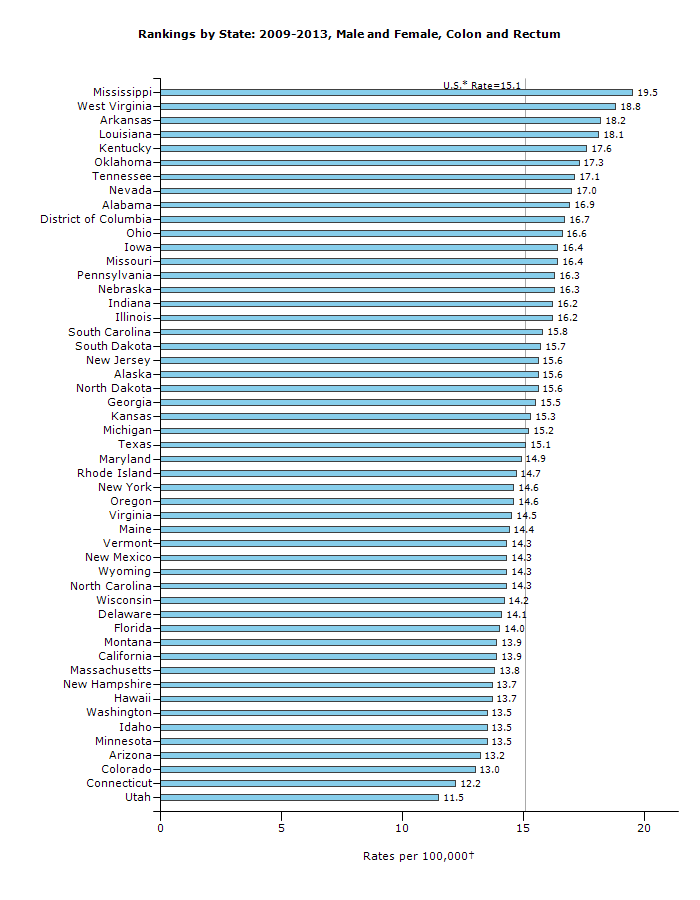 Rankings by State: 2009-2013, Male and Female, Colon and Rectum
U.S.* Rate=15.1
Mississippi 19.5
West Virginia 18.8
Arkansas 18.2
Louisiana 18.1
Kentucky 17.6
Oklahoma 17.3
Tennessee 17.1
Nevada 17.0
Alabama 16.9
District of Columbia 16.7
Ohio 16.6
Iowa 16.4
Missouri 16.4
Pennsylvania 16.3
Nebraska 16.3
Indiana 16.2
Illinois 16.2
South Carolina 15.8
South Dakota 15.7
New Jersey 15.6
Alaska 15.6
North Dakota 15.6
Georgia 15.5
Kansas 15.3
Michigan 15.2
Texas 15.1
Maryland 14.9
Rhode Island 14.7
New York 14.6
Oregon 14.6
Virginia 14.5
Maine 14.4
Vermont 14.3
New Mexico 14.3
Wyoming 14.3
North Carolina 14.3
Wisconsin 14.2
Delaware 14.1
Florida 14.0
Montana 13.9
California 13.9
Massachusetts 13.8
New Hampshire 13.7
Hawaii 13.7
Washington 13.5
Idaho 13.5
Minnesota 13.5
Arizona 13.2
Colorado 13.0
Connecticut 12.2
Utah 11.5
0 5 10 15 20
Rates per 100,000†